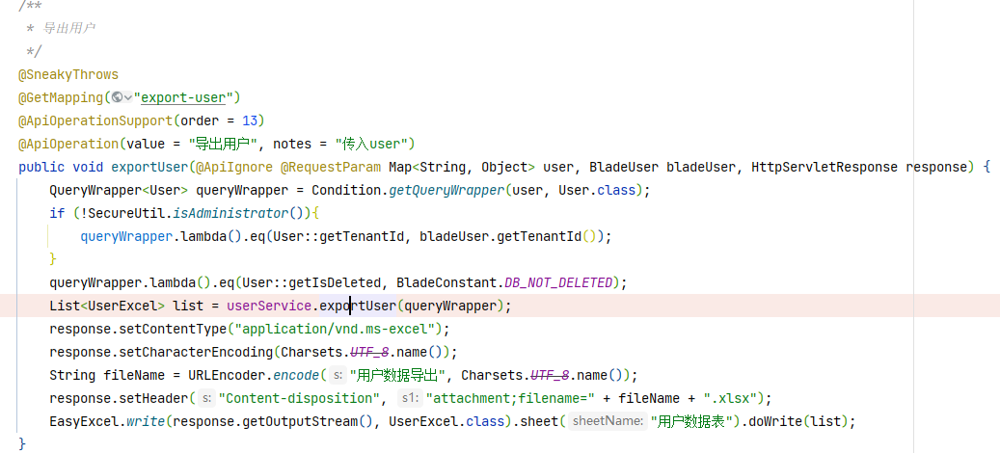 /**
 * 导出用户
 */
@SneakyThrows
@GetMapping("export-user")
@ApiOperationSupport(order = 13)
@ApiOperation(value = "导出用户", notes = "传入user")
public void exportUser(@ApiIgnore @RequestParam Map<String, Object> user, BladeUser bladeUser, HttpServletResponse response) {
    QueryWrapper<User> queryWrapper = Condition.getQueryWrapper(user, User.class);
    if (!SecureUtil.isAdministrator()){
        queryWrapper.lambda().eq(User::getTenantId, bladeUser.getTenantId());
    }
    queryWrapper.lambda().eq(User::getIsDeleted, BladeConstant.DB_NOT_DELETED);
    List<UserExcel> list = userService.exportUser(queryWrapper);
    response.setContentType("application/vnd.ms-excel");
    response.setCharacterEncoding(Charsets.UTF_8.name());
    String fileName = URLEncoder.encode( s: "用户数据导出", Charsets.UTF_8.name());
    response.setHeader( s: "Content-disposition", s1: "attachment;filename=" + fileName + ".xlsx");
    EasyExcel.write(response.getOutputStream(), UserExcel.class).sheet( sheetName: "用户数据表").doWrite(list);
}